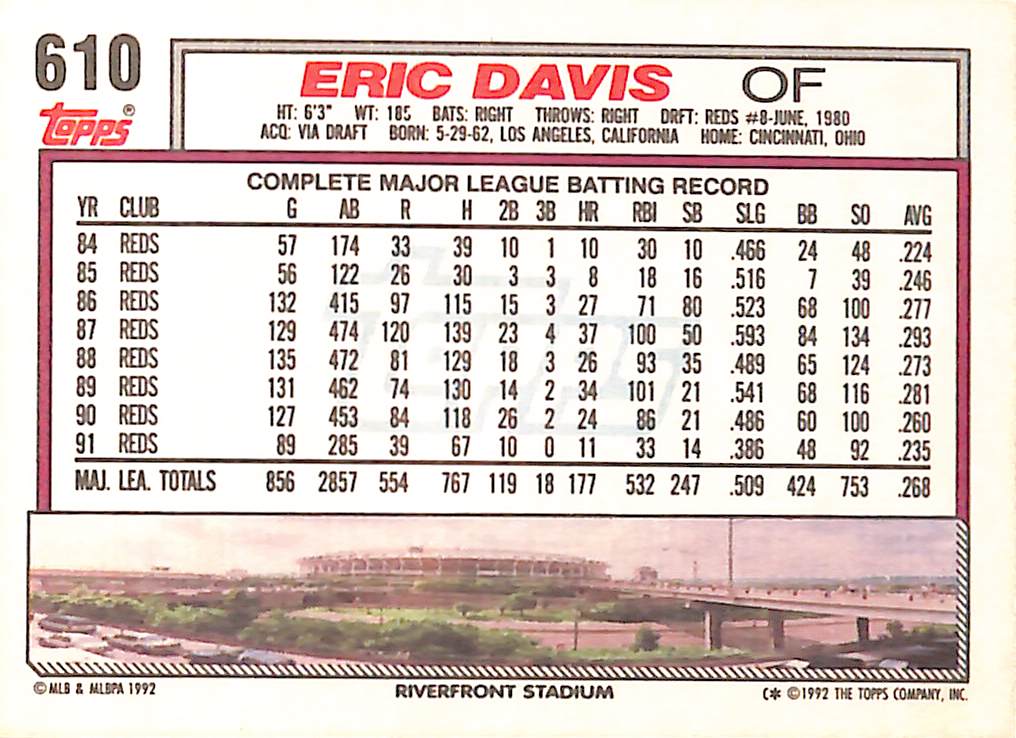 610
Topps®
ERIC DAVIS OF
HT: 6'3" WT: 185 BATS: RIGHT THROWS: RIGHT DRFT: REDS #8-JUNE, 1980
ACQ: VIA DRAFT BORN: 5-29-62, LOS ANGELES, CALIFORNIA HOME: CINCINNATI, OHIO
COMPLETE MAJOR LEAGUE BATTING RECORD
YR CLUB G AB R H 2B 3B HR RBI SB SLG BB SO AVG
84 REDS 57 174 33 39 10 1 10 30 10 .466 24 48 .224
85 REDS 56 122 26 30 3 3 8 18 16 .516 7 39 .246
86 REDS 132 415 97 115 15 3 27 71 80 .523 68 100 .277
87 REDS 129 474 120 139 23 4 37 100 50 .593 84 134 .293
88 REDS 135 472 81 129 18 3 26 93 35 .489 65 124 .273
89 REDS 131 462 74 130 14 2 34 101 21 .541 68 116 .281
90 REDS 127 453 84 118 26 2 24 86 21 .486 60 100 .260
91 REDS 89 285 39 67 10 0 11 33 14 .386 48 92 .235
MAJ. LEA. TOTALS 856 2857 554 767 119 18 177 532 247 .509 424 753 .268
Topps
© MLB & MLBPA 1992 RIVERFRONT STADIUM C* © 1992 THE TOPPS COMPANY, INC.